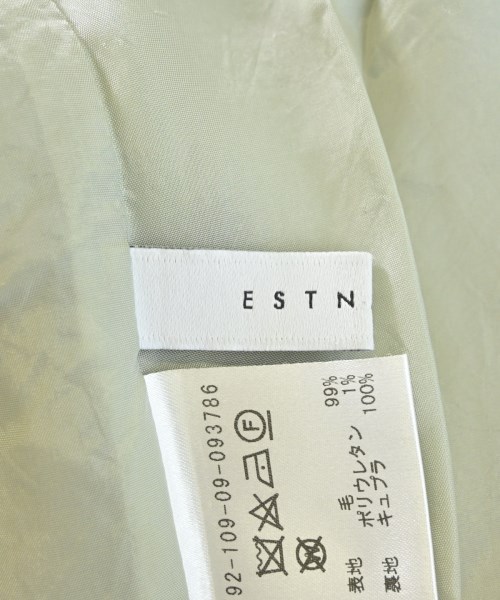 ESTN
92-109-09-093786
表地 毛 99%
ポリウレタン 1%
裏地 キュプラ 100%